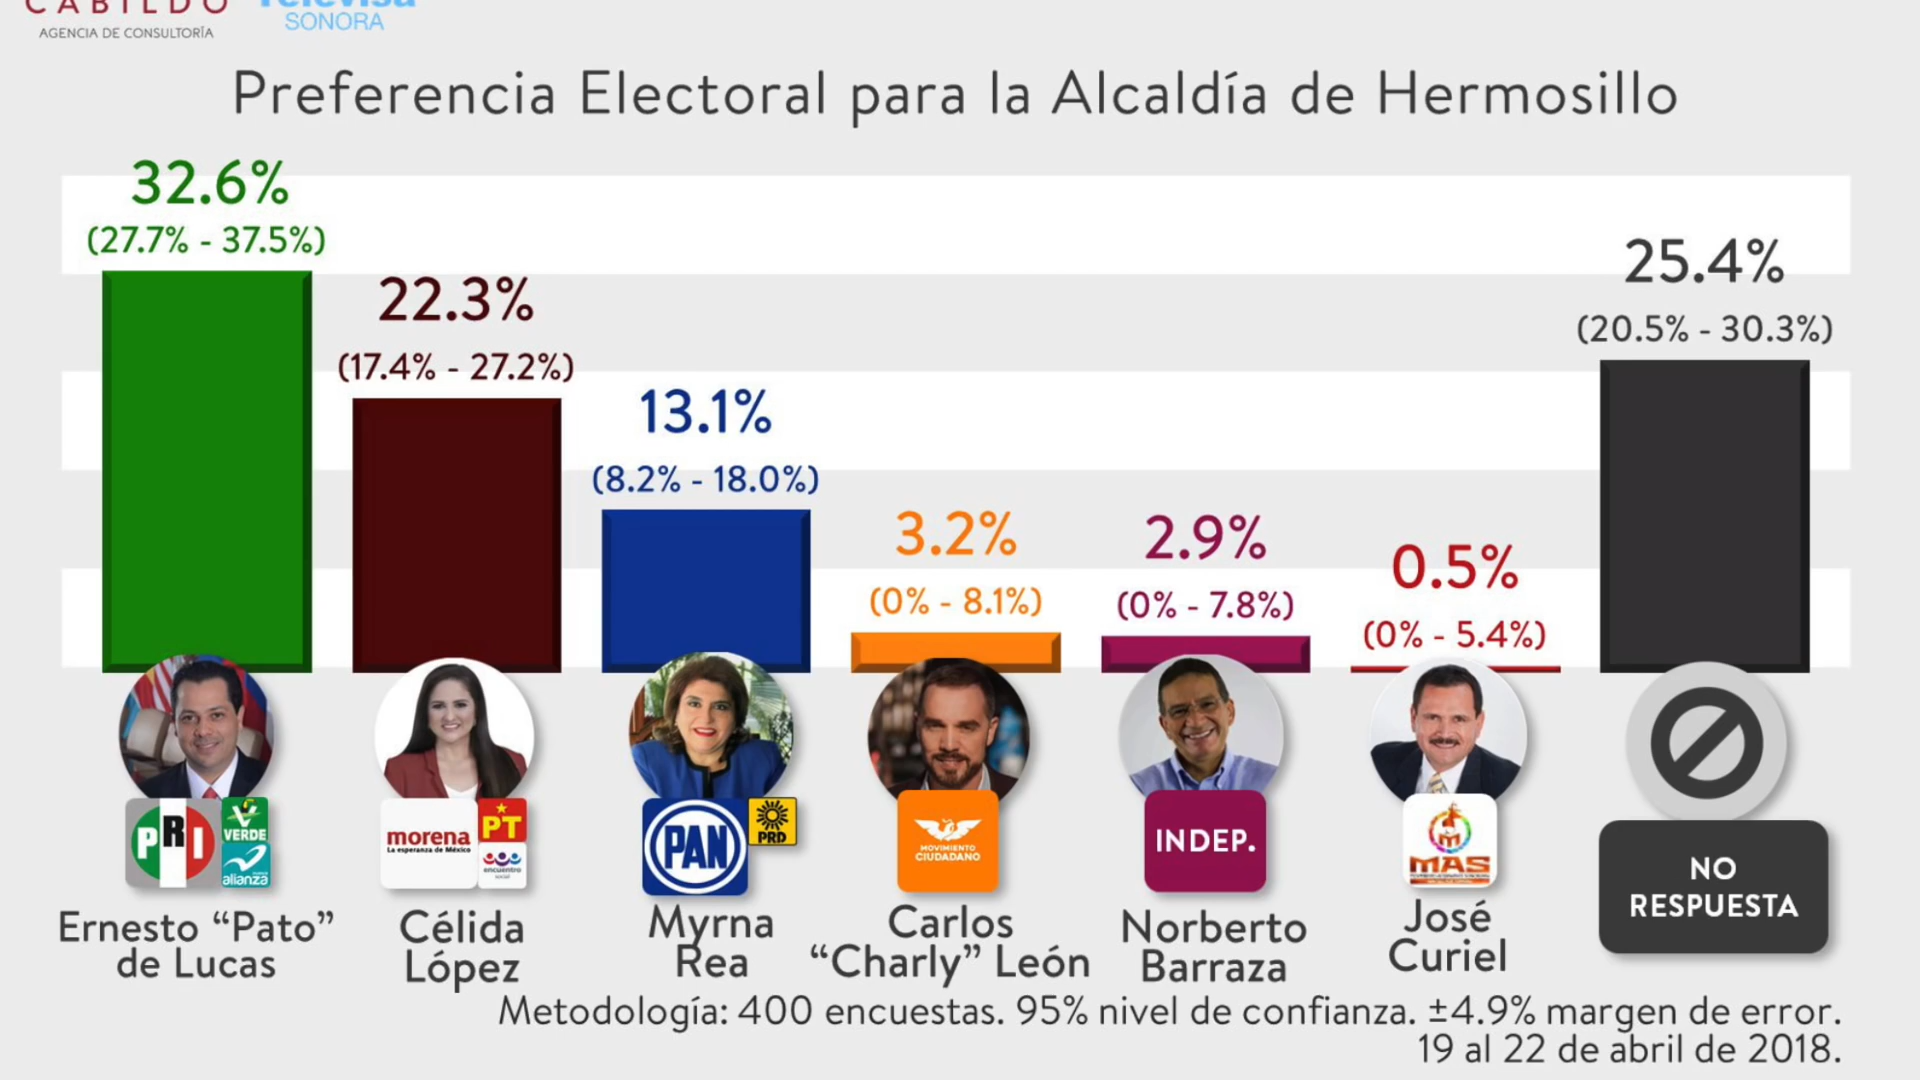 CABILDO
Televisa
SONORA
AGENCIA DE CONSULTORÍA
Preferencia Electoral para la Alcaldía de Hermosillo
32.6%
(27.7% - 37.5%)
22.3%
(17.4% - 27.2%)
13.1%
(8.2% - 18.0%)
3.2%
(0% - 8.1%)
2.9%
(0% - 7.8%)
0.5%
(0% - 5.4%)
25.4%
(20.5% - 30.3%)
PRI
VERDE
alianza
morena
La esperanza de México
PT
encuentro
social
PAN
PRD
MOVIMIENTO
CIUDADANO
INDEP.
MAS
NO
RESPUESTA
Ernesto “Pato”
de Lucas
Célida
López
Myrna
Rea
Carlos
“Charly” León
Norberto
Barraza
José
Curiel
Metodología: 400 encuestas. 95% nivel de confianza. ±4.9% margen de error.
19 al 22 de abril de 2018.